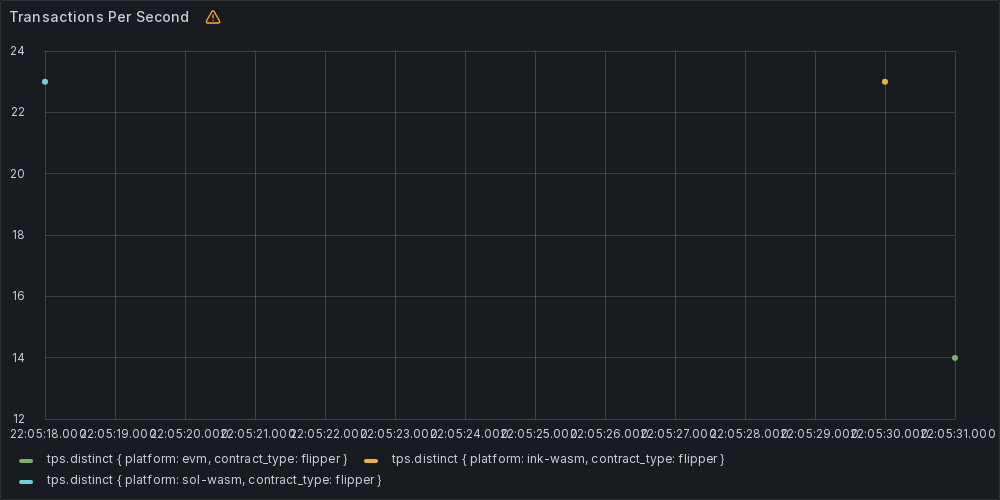 Transactions Per Second
24
22
20
18
16
14
12
22:05:18.000 22:05:19.000 22:05:20.000 22:05:21.000 22:05:22.000 22:05:23.000 22:05:24.000 22:05:25.000 22:05:26.000 22:05:27.000 22:05:28.000 22:05:29.000 22:05:30.000 22:05:31.000
tps.distinct { platform: evm, contract_type: flipper } tps.distinct { platform: ink-wasm, contract_type: flipper }
tps.distinct { platform: sol-wasm, contract_type: flipper }